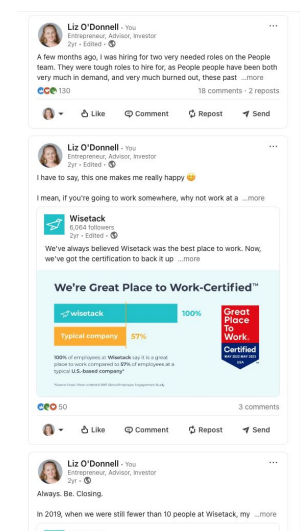 Liz O'Donnell • You
Entrepreneur, Advisor, Investor
2yr • Edited •
A few months ago, I was hiring for two very needed roles on the People
team. They were tough roles to hire for, as People people have been both
very much in demand, and very much burned out, these past ...more
130
18 comments • 2 reposts
Like Comment Repost Send
Liz O'Donnell • You
Entrepreneur, Advisor, Investor
2yr • Edited •
I have to say, this one makes me really happy 😊
I mean, if you're going to work somewhere, why not work at a ...more
Wisetack
6,064 followers
2yr • Edited •
We've always believed Wisetack was the best place to work. Now,
we've got the certification to back it up ...more
We're Great Place to Work-Certified™
wisetack 100%
Typical company 57%
Great
Place
To
Work.
Certified
USA
100% of employees at Wisetack say it is a great
place to work compared to 57% of employees at a
typical U.S.-based company*
50
3 comments
Like Comment Repost Send
Liz O'Donnell • You
Entrepreneur, Advisor, Investor
2yr •
Always. Be. Closing.
In 2019, when we were still fewer than 10 people at Wisetack, my ...more